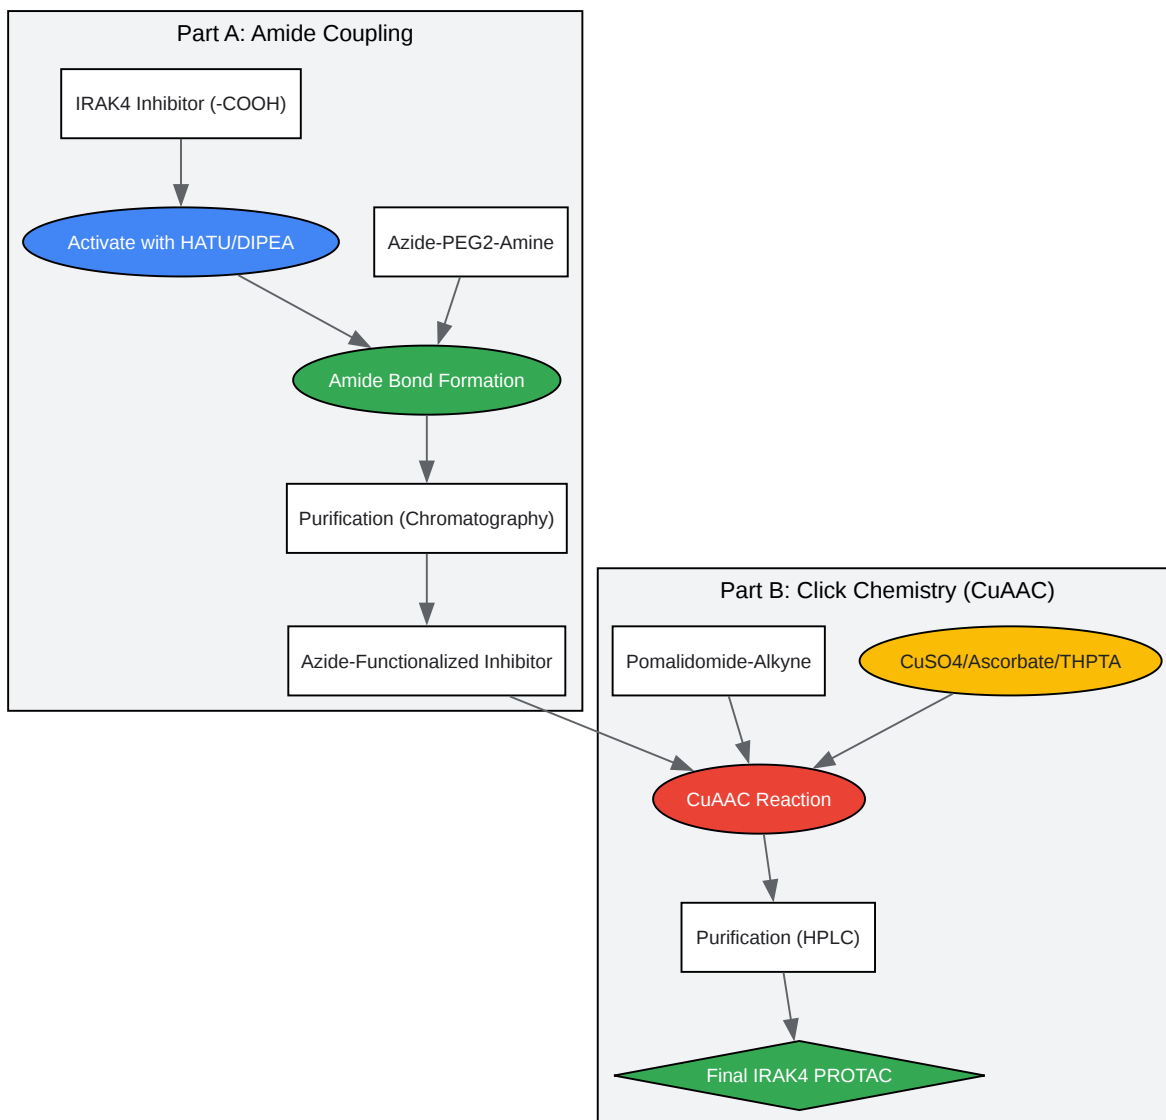 Part A: Amide Coupling
IRAK4 Inhibitor (-COOH)
Activate with HATU/DIPEA
Azide-PEG2-Amine
Amide Bond Formation
Purification (Chromatography)
Azide-Functionalized Inhibitor
Part B: Click Chemistry (CuAAC)
Pomalidomide-Alkyne
CuSO4/Ascorbate/THPTA
CuAAC Reaction
Purification (HPLC)
Final IRAK4 PROTAC